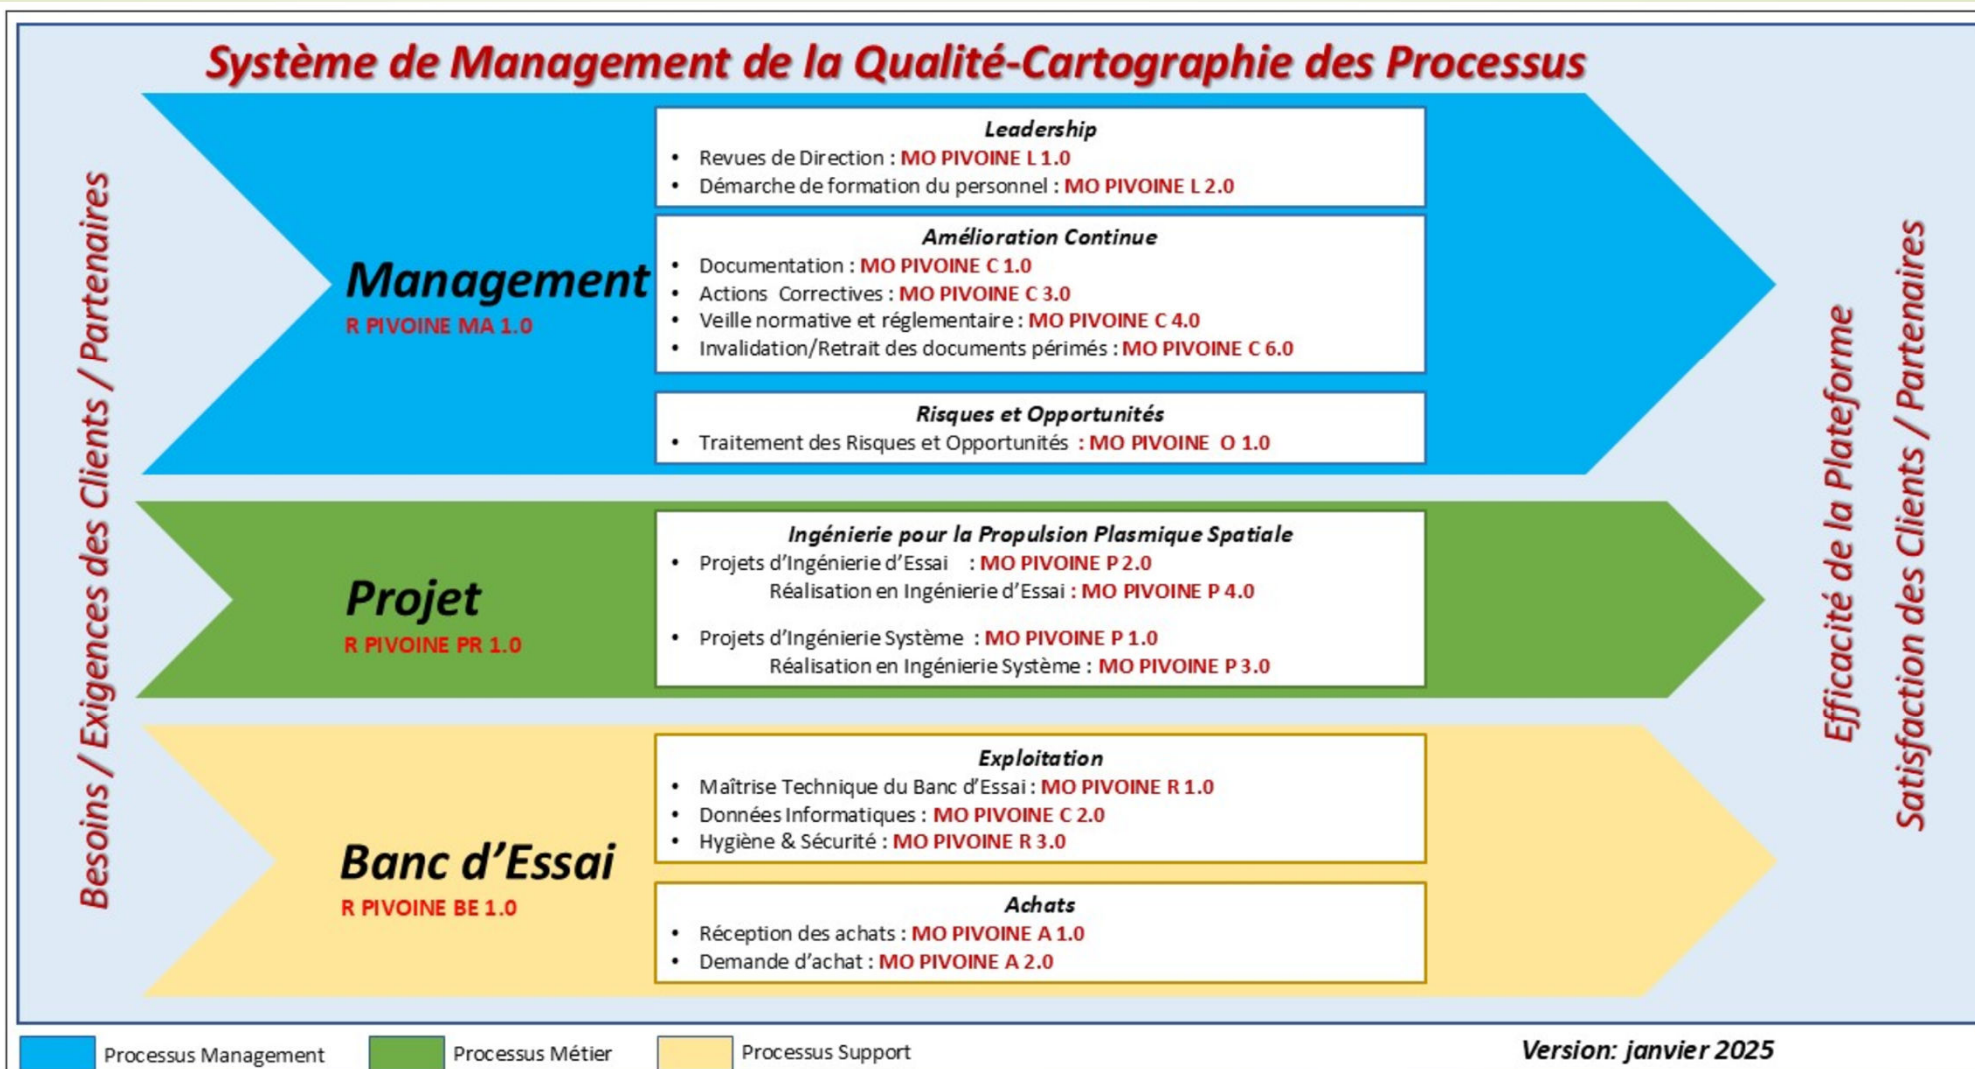 Système de Management de la Qualité-Cartographie des Processus
Besoins / Exigences des Clients / Partenaires
Management
R PIVOINE MA 1.0
Leadership
• Revues de Direction : MO PIVOINE L 1.0
• Démarche de formation du personnel : MO PIVOINE L 2.0
Amélioration Continue
• Documentation : MO PIVOINE C 1.0
• Actions Correctives : MO PIVOINE C 3.0
• Veille normative et réglementaire : MO PIVOINE C 4.0
• Invalidation/Retrait des documents périmés : MO PIVOINE C 6.0
Risques et Opportunités
• Traitement des Risques et Opportunités : MO PIVOINE O 1.0
Projet
R PIVOINE PR 1.0
Ingénierie pour la Propulsion Plasmique Spatiale
• Projets d’Ingénierie d’Essai : MO PIVOINE P 2.0
Réalisation en Ingénierie d’Essai : MO PIVOINE P 4.0
• Projets d’Ingénierie Système : MO PIVOINE P 1.0
Réalisation en Ingénierie Système : MO PIVOINE P 3.0
Banc d’Essai
R PIVOINE BE 1.0
Exploitation
• Maîtrise Technique du Banc d’Essai : MO PIVOINE R 1.0
• Données Informatiques : MO PIVOINE C 2.0
• Hygiène & Sécurité : MO PIVOINE R 3.0
Achats
• Réception des achats : MO PIVOINE A 1.0
• Demande d’achat : MO PIVOINE A 2.0
Efficacité de la Plateforme
Satisfaction des Clients / Partenaires
Processus Management
Processus Métier
Processus Support
Version: janvier 2025